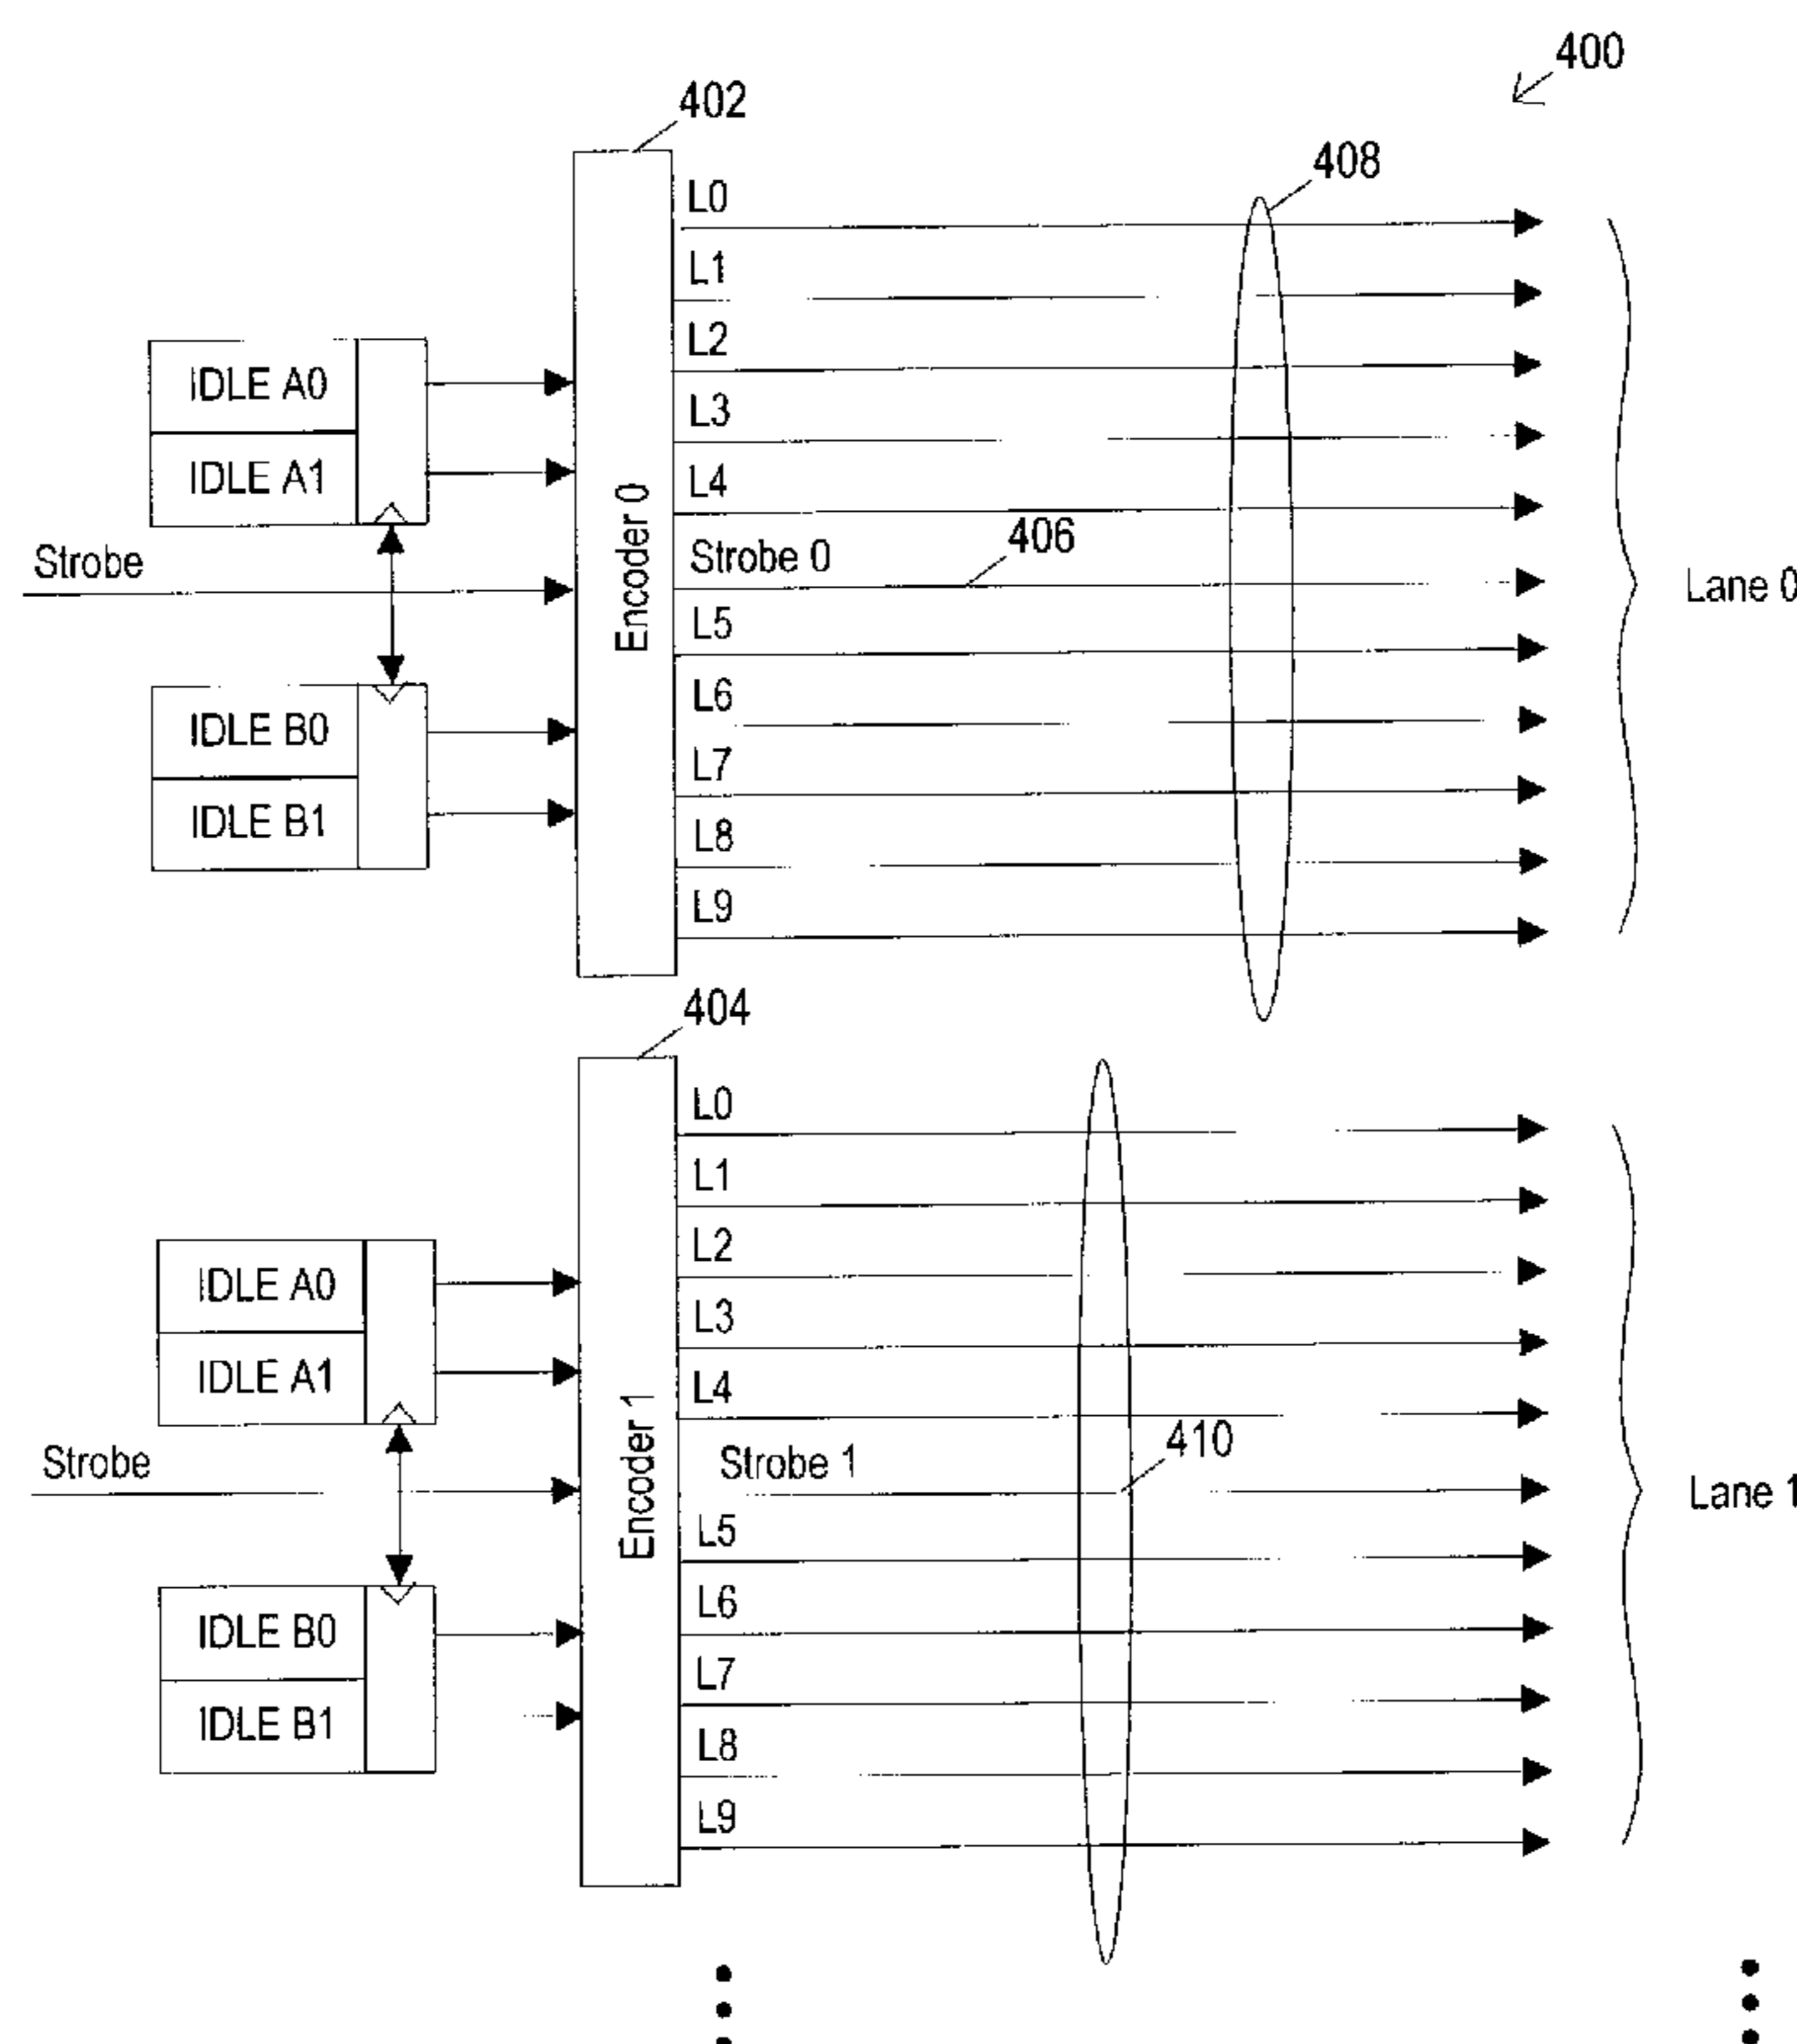 400
402
408
L0
L1
L2
IDLE A0
L3
IDLE A1
L4
Encoder 0
Strobe
Strobe 0
406
Lane 0
L5
L6
IDLE B0
L7
IDLE B1
L8
L9
404
L0
L1
L2
IDLE A0
L3
IDLE A1
L4
Encoder 1
Strobe
Strobe 1
410
Lane 1
L5
L6
IDLE B0
L7
IDLE B1
L8
L9